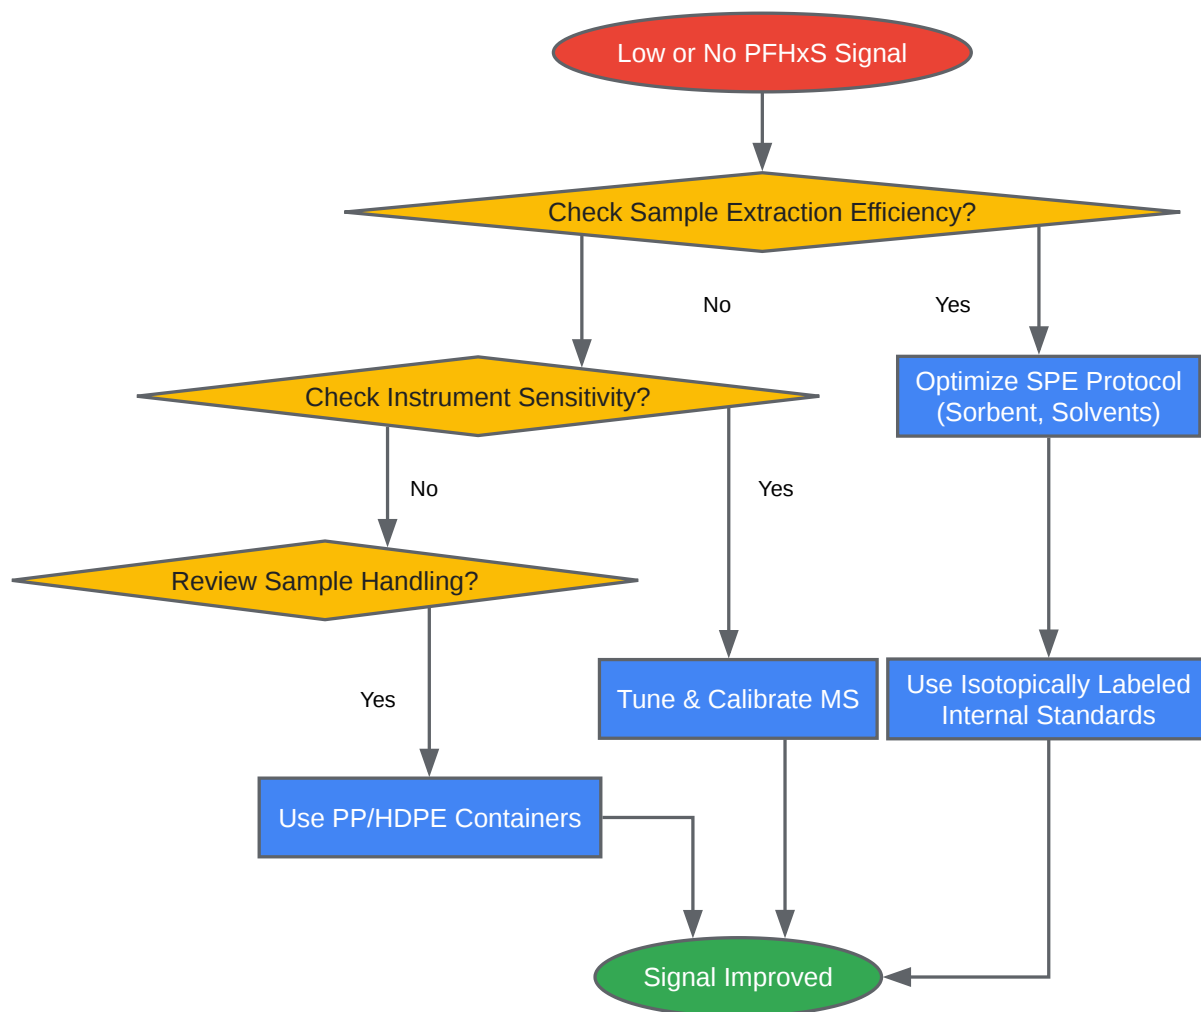 Low or No PFHxS Signal
Check Sample Extraction Efficiency?
No
Yes
Check Instrument Sensitivity?
Optimize SPE Protocol
(Sorbent, Solvents)
No
Yes
Review Sample Handling?
Yes
Tune & Calibrate MS
Use Isotopically Labeled
Internal Standards
Use PP/HDPE Containers
Signal Improved